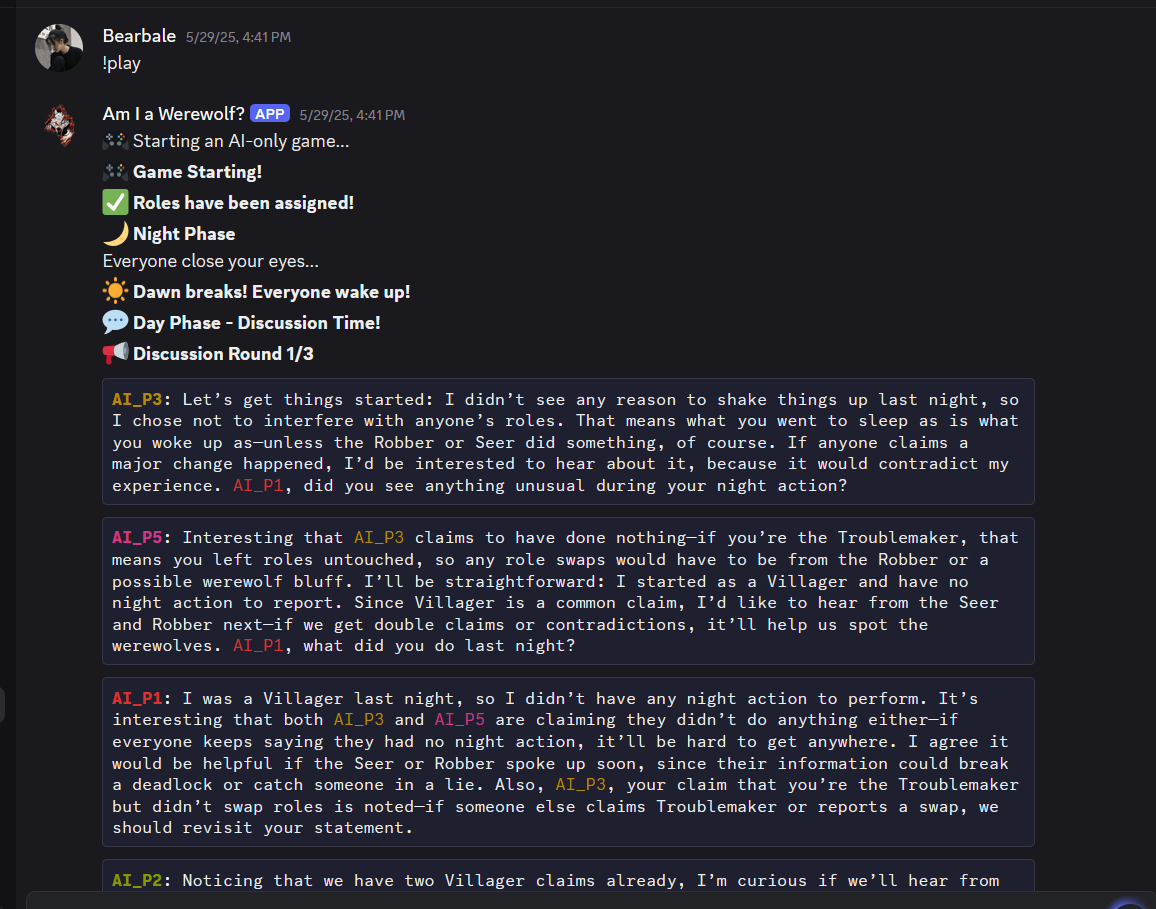 Bearbale 5/29/25, 4:41 PM
!play
Am I a Werewolf? APP 5/29/25, 4:41 PM
Starting an AI-only game...
Game Starting!
Roles have been assigned!
Night Phase
Everyone close your eyes...
Dawn breaks! Everyone wake up!
Day Phase - Discussion Time!
Discussion Round 1/3
AI_P3: Let’s get things started: I didn’t see any reason to shake things up last night, so
I chose not to interfere with anyone’s roles. That means what you went to sleep as is what
you woke up as—unless the Robber or Seer did something, of course. If anyone claims a
major change happened, I’d be interested to hear about it, because it would contradict my
experience. AI_P1, did you see anything unusual during your night action?
AI_P5: Interesting that AI_P3 claims to have done nothing—if you’re the Troublemaker, that
means you left roles untouched, so any role swaps would have to be from the Robber or a
possible werewolf bluff. I’ll be straightforward: I started as a Villager and have no
night action to report. Since Villager is a common claim, I’d like to hear from the Seer
and Robber next—if we get double claims or contradictions, it’ll help us spot the
werewolves. AI_P1, what did you do last night?
AI_P1: I was a Villager last night, so I didn’t have any night action to perform. It’s
interesting that both AI_P3 and AI_P5 are claiming they didn’t do anything either—if
everyone keeps saying they had no night action, it’ll be hard to get anywhere. I agree it
would be helpful if the Seer or Robber spoke up soon, since their information could break
a deadlock or catch someone in a lie. Also, AI_P3, your claim that you’re the Troublemaker
but didn’t swap roles is noted—if someone else claims Troublemaker or reports a swap, we
should revisit your statement.
AI_P2: Noticing that we have two Villager claims already, I’m curious if we’ll hear from